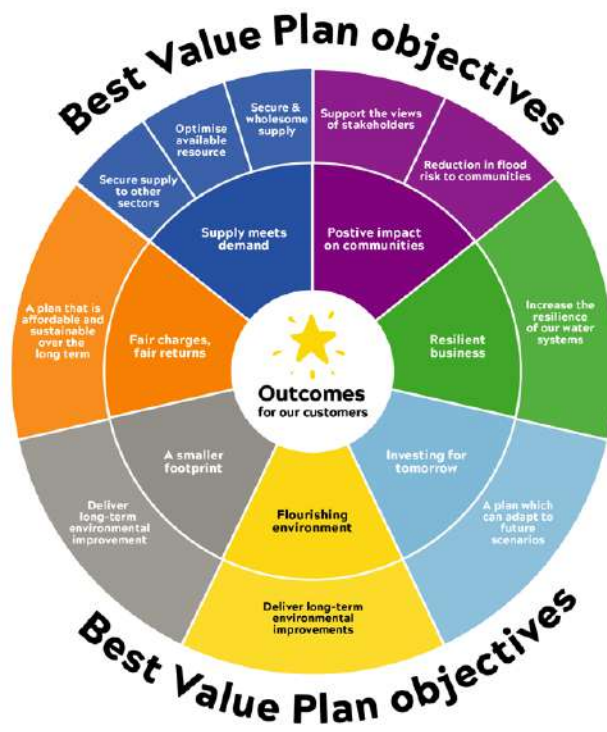 Best Value Plan objectives
Secure &
wholesome
supply
Support the views
of stakeholders
Optimise
available
resource
Reduction in flood
risk to communities
Secure supply
to other
sectors
Supply meets
demand
Postive impact
on communities
A plan that is
affordable and
sustainable
over the
long term
Fair charges,
fair returns
Resilient
business
Increase the
resilience
of our water
systems
Outcomes
for our customers
A smaller
footprint
Investing for
tomorrow
Deliver
long-term
environmental
improvement
Flourishing
environment
A plan which
can adapt to
future
scenarios
Deliver long-term
environmental
improvements
Best Value Plan objectives